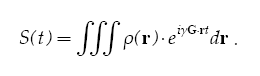 S(t) = ∭ ρ(𝐫)·e^{iγ𝐆·𝐫t}d𝐫 .